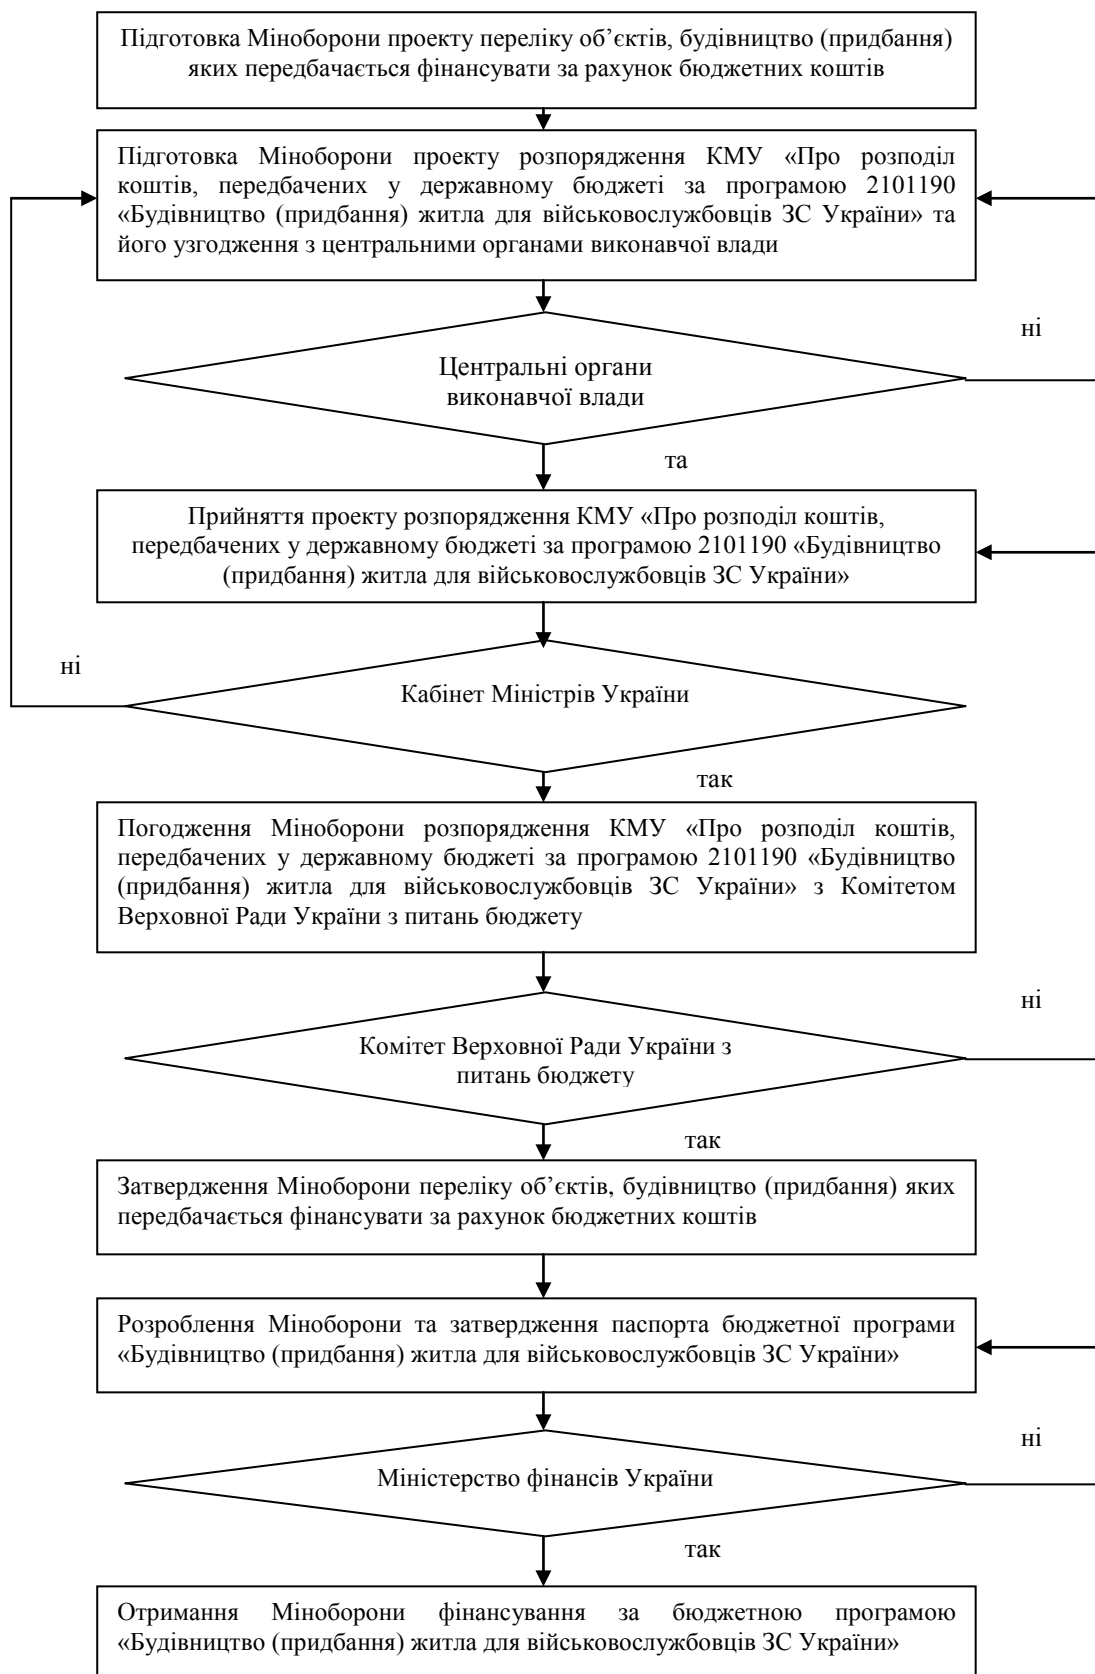 Підготовка Міноборони проекту переліку об’єктів, будівництво (придбання)
яких передбачається фінансувати за рахунок бюджетних коштів
Підготовка Міноборони проекту розпорядження КМУ «Про розподіл
коштів, передбачених у державному бюджеті за програмою 2101190
«Будівництво (придбання) житла для військовослужбовців ЗС України» та
його узгодження з центральними органами виконавчої влади
ні
Центральні органи
виконавчої влади
та
Прийняття проекту розпорядження КМУ «Про розподіл коштів,
передбачених у державному бюджеті за програмою 2101190 «Будівництво
(придбання) житла для військовослужбовців ЗС України»
ні
Кабінет Міністрів України
так
Погодження Міноборони розпорядження КМУ «Про розподіл коштів,
передбачених у державному бюджеті за програмою 2101190 «Будівництво
(придбання) житла для військовослужбовців ЗС України» з Комітетом
Верховної Ради України з питань бюджету
ні
Комітет Верховної Ради України з
питань бюджету
так
Затвердження Міноборони переліку об’єктів, будівництво (придбання) яких
передбачається фінансувати за рахунок бюджетних коштів
Розроблення Міноборони та затвердження паспорта бюджетної програми
«Будівництво (придбання) житла для військовослужбовців ЗС України»
ні
Міністерство фінансів України
так
Отримання Міноборони фінансування за бюджетною програмою
«Будівництво (придбання) житла для військовослужбовців ЗС України»